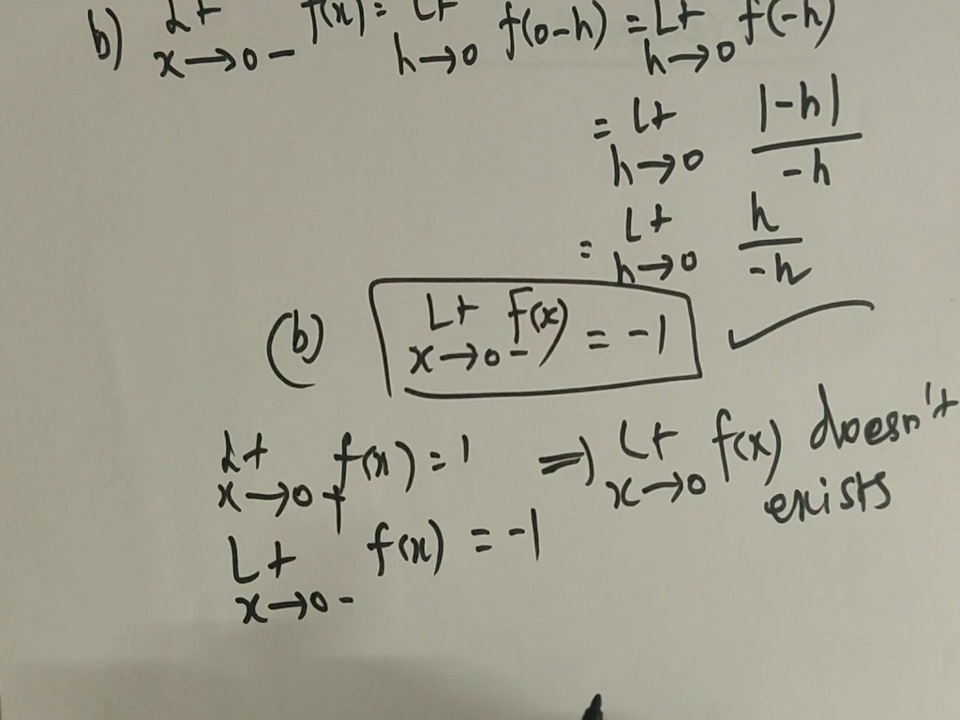 b) Lt x→0- f(x) = Lt h→0 f(0-h) = Lt h→0 f(-h)
= Lt h→0 |-h| / -h
= Lt h→0 h / -h
(b) Lt x→0- f(x) = -1 ✓
Lt x→0+ f(x) = 1 ⇒ Lt x→0 f(x) doesn't exists
Lt x→0- f(x) = -1